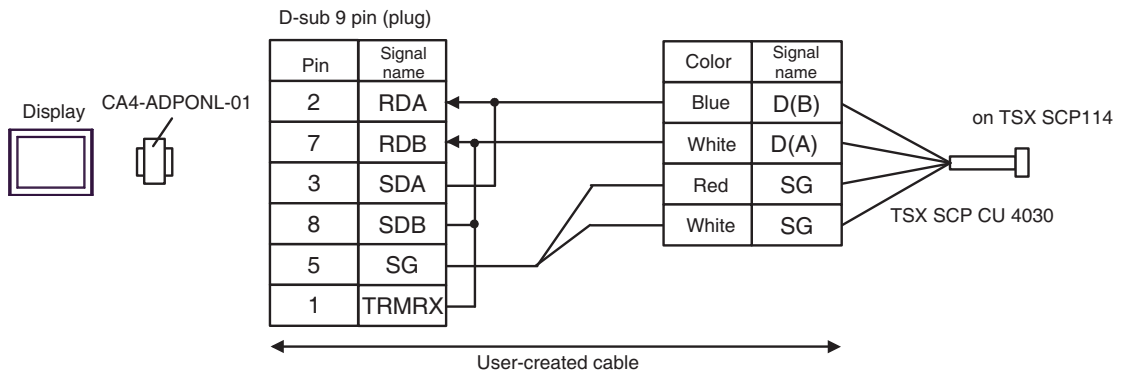 D-sub 9 pin (plug)
Display
CA4-ADPONL-01
Pin
Signal
name
2
RDA
7
RDB
3
SDA
8
SDB
5
SG
1
TRMRX
Color
Signal
name
Blue
D(B)
White
D(A)
Red
SG
White
SG
on TSX SCP114
TSX SCP CU 4030
User-created cable